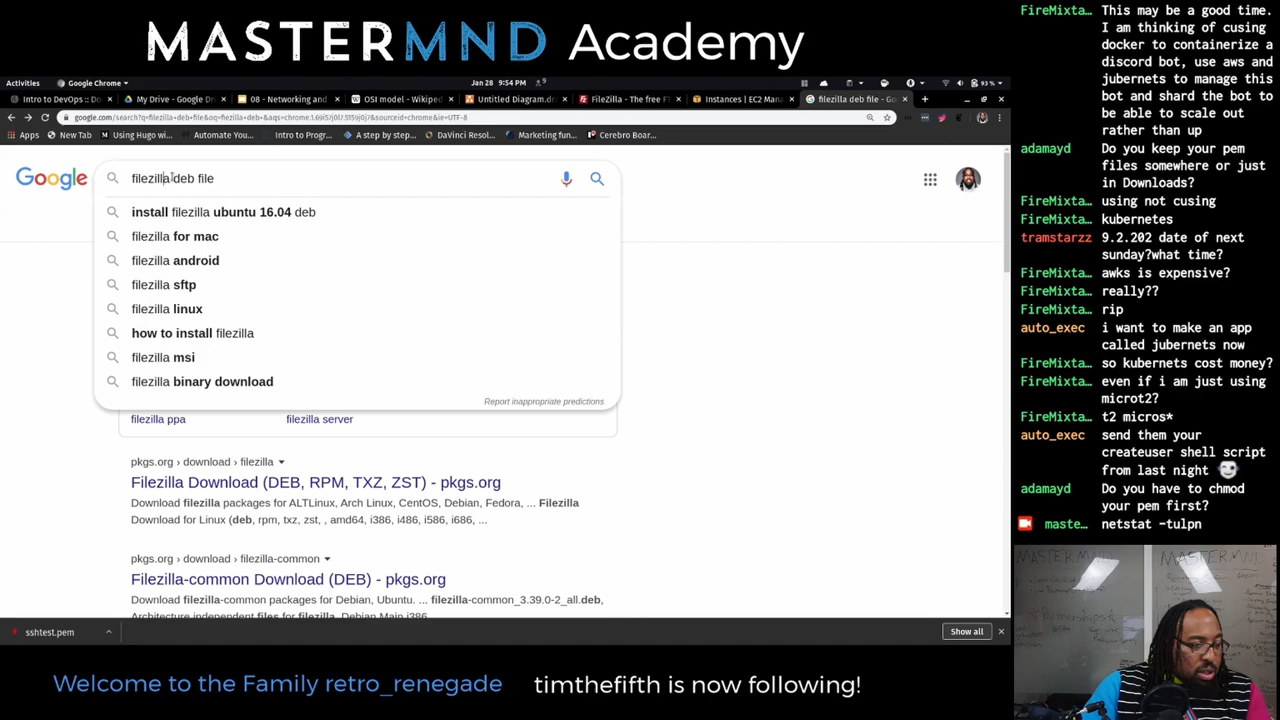 MASTERMND Academy
Activities
Google Chrome
Jan 28 9:54 PM
93 %
Intro to DevOps :: Do
My Drive - Google Dr
08 - Networking and
OSI model - Wikiped
Untitled Diagram.dr
FileZilla - The free F
Instances | EC2 Man
filezilla deb file - Go
Apps
New Tab
Using Hugo wi...
Automate You...
Intro to Progr...
A step by step...
DaVinci Resol...
Marketing fun...
Cerebro Boar...
Google
filezilla deb file
install filezilla ubuntu 16.04 deb
filezilla for mac
filezilla android
filezilla sftp
filezilla linux
how to install filezilla
filezilla msi
filezilla binary download
Report inappropriate predictions
filezilla ppa
filezilla server
pkgs.org › download › filezilla
Filezilla Download (DEB, RPM, TXZ, ZST) - pkgs.org
Download filezilla packages for ALTLinux, Arch Linux, CentOS, Debian, Fedora, ... Filezilla
Download for Linux (deb, rpm, txz, zst, , amd64, i386, i486, i586, i686, ...
pkgs.org › download › filezilla-common
Filezilla-common Download (DEB) - pkgs.org
Download filezilla-common packages for Debian, Ubuntu. ... filezilla-common_3.39.0-2_all.deb,
Architecture independent files for filezilla, Debian Main i386
sshtest.pem
Show all
Welcome to the Family retro_renegade
timthefifth is now following!
FireMixta… This may be a good time.
I am thinking of cusing
docker to containerize a
discord bot, use aws and
jubernets to manage this
bot and shard the bot to
be able to scale out
rather than up
adamayd Do you keep your pem
files somewhere or just
in Downloads?
FireMixta… using not cusing
FireMixta… kubernetes
tramstarzz 9.2.202 date of next
sunday?what time?
FireMixta… awks is expensive?
FireMixta… really??
FireMixta… rip
auto_exec i want to make an app
called jubernets now
FireMixta… so kubernets cost money?
FireMixta… even if i am just using
microt2?
FireMixta… t2 micros*
auto_exec send them your
createuser shell script
from last night
adamayd Do you have to chmod
your pem first?
maste… netstat -tulpn
MASTERMND
MASTERMND